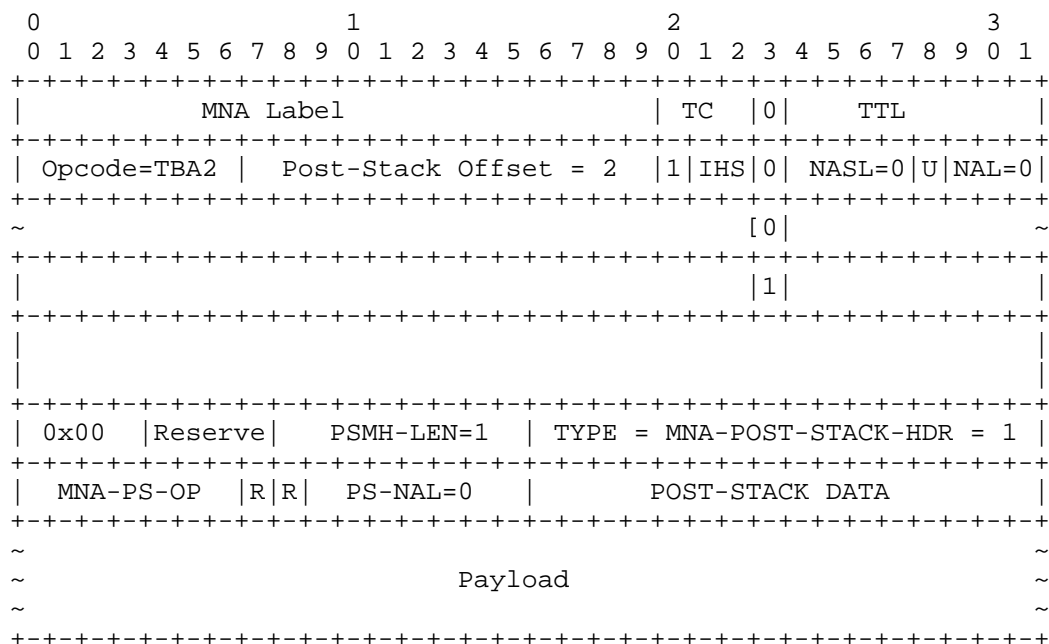 0                   1                   2                   3
 0 1 2 3 4 5 6 7 8 9 0 1 2 3 4 5 6 7 8 9 0 1 2 3 4 5 6 7 8 9 0 1
+-+-+-+-+-+-+-+-+-+-+-+-+-+-+-+-+-+-+-+-+-+-+-+-+-+-+-+-+-+-+-+-+
|           MNA Label                   | TC  |0|    TTL        |
+-+-+-+-+-+-+-+-+-+-+-+-+-+-+-+-+-+-+-+-+-+-+-+-+-+-+-+-+-+-+-+-+
| Opcode=TBA2 |  Post-Stack Offset = 2  |1|IHS|0| NASL=0|U|NAL=0|
+-+-+-+-+-+-+-+-+-+-+-+-+-+-+-+-+-+-+-+-+-+-+-+-+-+-+-+-+-+-+-+-+
~                                             [0|               ~
+-+-+-+-+-+-+-+-+-+-+-+-+-+-+-+-+-+-+-+-+-+-+-+-+-+-+-+-+-+-+-+-+
|                                             |1|               |
+-+-+-+-+-+-+-+-+-+-+-+-+-+-+-+-+-+-+-+-+-+-+-+-+-+-+-+-+-+-+-+-+
|                                                               |
|                                                               |
+-+-+-+-+-+-+-+-+-+-+-+-+-+-+-+-+-+-+-+-+-+-+-+-+-+-+-+-+-+-+-+-+
| 0x00  |Reserve|   PSMH-LEN=1  | TYPE = MNA-POST-STACK-HDR = 1 |
+-+-+-+-+-+-+-+-+-+-+-+-+-+-+-+-+-+-+-+-+-+-+-+-+-+-+-+-+-+-+-+-+
|  MNA-PS-OP  |R|R|  PS-NAL=0   |       POST-STACK DATA         |
+-+-+-+-+-+-+-+-+-+-+-+-+-+-+-+-+-+-+-+-+-+-+-+-+-+-+-+-+-+-+-+-+
~                                                               ~
~                           Payload                             ~
~                                                               ~
+-+-+-+-+-+-+-+-+-+-+-+-+-+-+-+-+-+-+-+-+-+-+-+-+-+-+-+-+-+-+-+-+